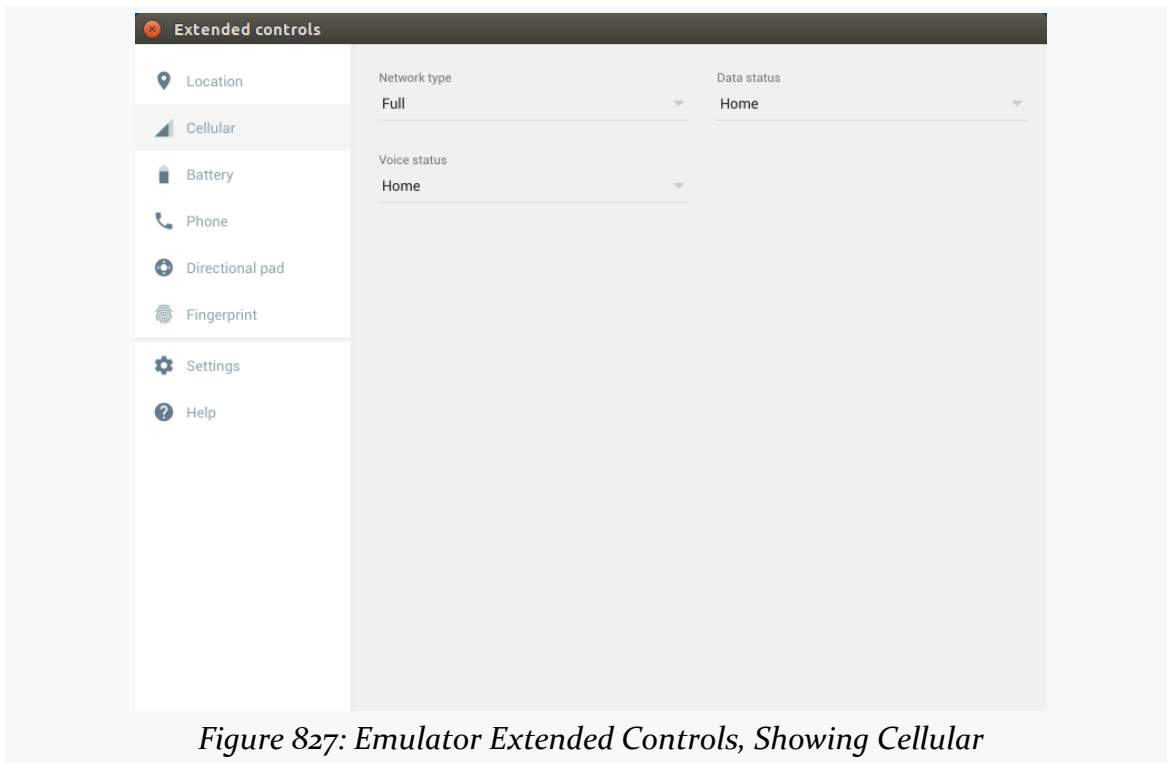 Extended controls
Location
Cellular
Battery
Phone
Directional pad
Fingerprint
Settings
Help
Network type
Full
Data status
Home
Voice status
Home
Figure 827: Emulator Extended Controls, Showing Cellular